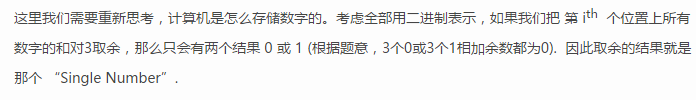 这里我们需要重新思考，计算机是怎么存储数字的。考虑全部用二进制表示，如果我们把 第 ith 个位置上所有
数字的和对3取余，那么只会有两个结果 0 或 1 (根据题意，3个0或3个1相加余数都为0). 因此取余的结果就是
那个 “Single Number”.